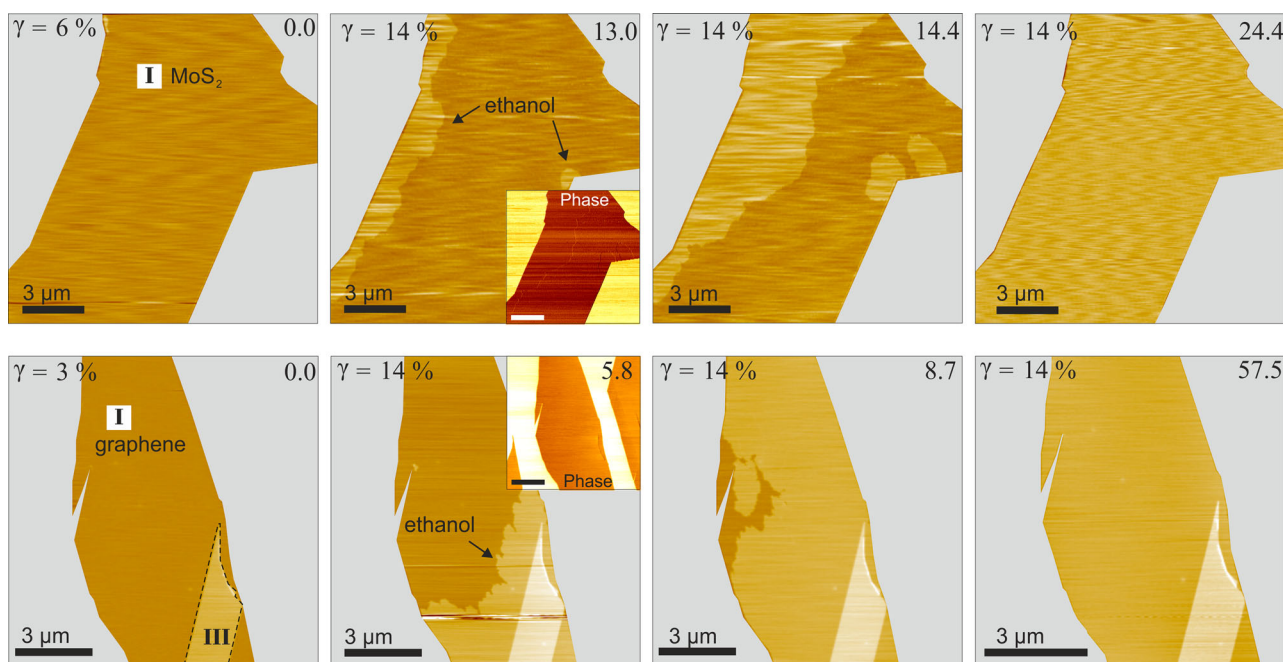 γ = 6 % 0.0
I MoS₂
3 µm
γ = 14 % 13.0
ethanol
Phase
3 µm
γ = 14 % 14.4
3 µm
γ = 14 % 24.4
3 µm
γ = 3 % 0.0
I
graphene
III
3 µm
γ = 14 % 5.8
Phase
ethanol
3 µm
γ = 14 % 8.7
3 µm
γ = 14 % 57.5
3 µm